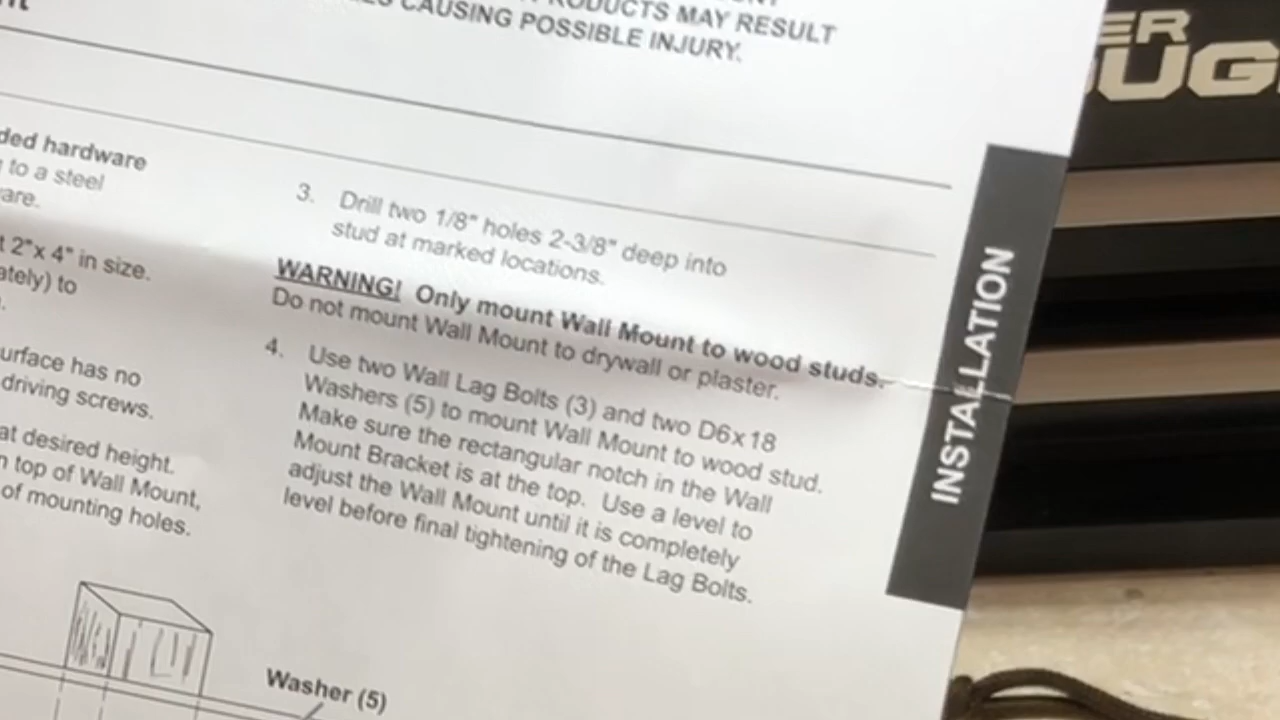 PRODUCTS MAY RESULT
CAUSING POSSIBLE INJURY.
hardware
to a steel
2"x 4" in size.
to
has no
driving screws.
at desired height.
top of Wall Mount,
of mounting holes.
3. Drill two 1/8" holes 2-3/8" deep into
stud at marked locations.
WARNING! Only mount Wall Mount to wood studs.
Do not mount Wall Mount to drywall or plaster.
4. Use two Wall Lag Bolts (3) and two D6x18
Washers (5) to mount Wall Mount to wood stud.
Make sure the rectangular notch in the Wall
Mount Bracket is at the top. Use a level to
adjust the Wall Mount until it is completely
level before final tightening of the Lag Bolts.
Washer (5)
INSTALLATION